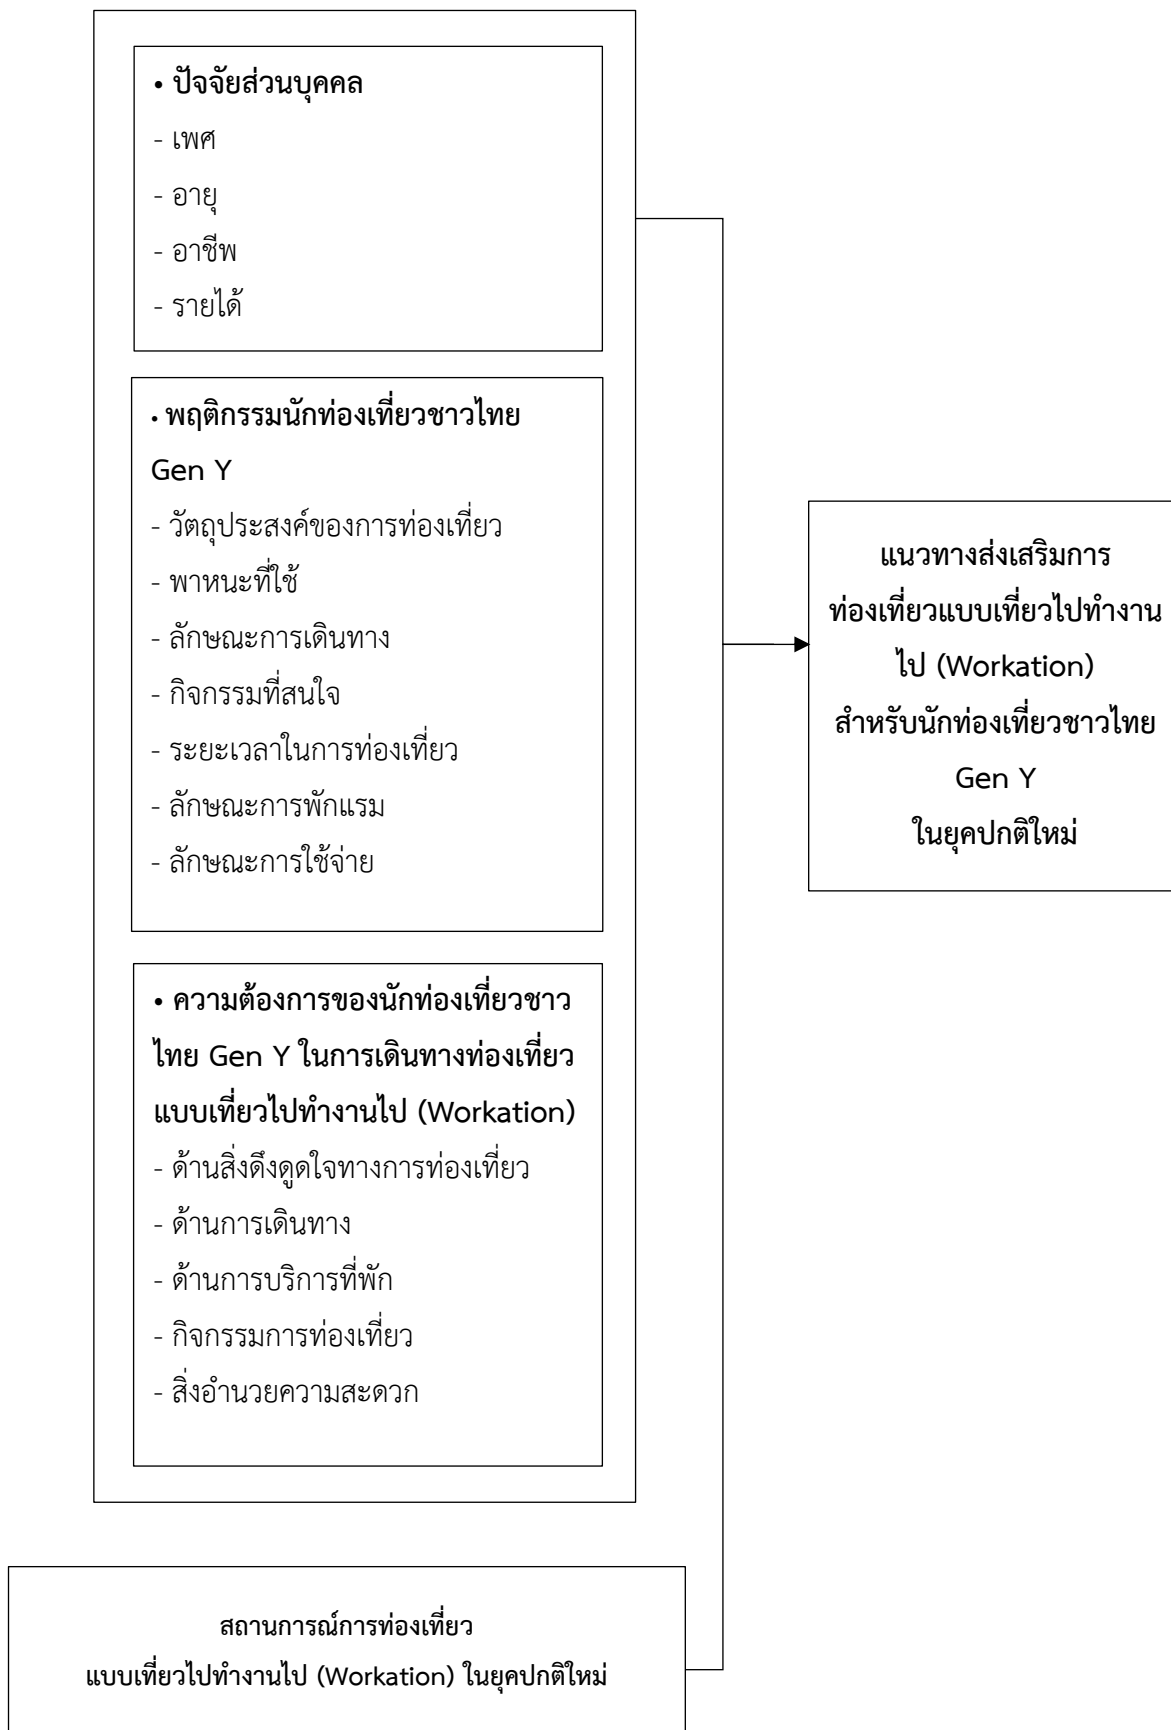 • ปัจจัยส่วนบุคคล
- เพศ
- อายุ
- อาชีพ
- รายได้
• พฤติกรรมนักท่องเที่ยวชาวไทย
Gen Y
- วัตถุประสงค์ของการท่องเที่ยว
- พาหนะที่ใช้
- ลักษณะการเดินทาง
- กิจกรรมที่สนใจ
- ระยะเวลาในการท่องเที่ยว
- ลักษณะการพักแรม
- ลักษณะการใช้จ่าย
• ความต้องการของนักท่องเที่ยวชาว
ไทย Gen Y ในการเดินทางท่องเที่ยว
แบบเที่ยวไปทำงานไป (Workation)
- ด้านสิ่งดึงดูดใจทางการท่องเที่ยว
- ด้านการเดินทาง
- ด้านการบริการที่พัก
- กิจกรรมการท่องเที่ยว
- สิ่งอำนวยความสะดวก
สถานการณ์การท่องเที่ยว
แบบเที่ยวไปทำงานไป (Workation) ในยุคปกติใหม่
แนวทางส่งเสริมการ
ท่องเที่ยวแบบเที่ยวไปทำงาน
ไป (Workation)
สำหรับนักท่องเที่ยวชาวไทย
Gen Y
ในยุคปกติใหม่